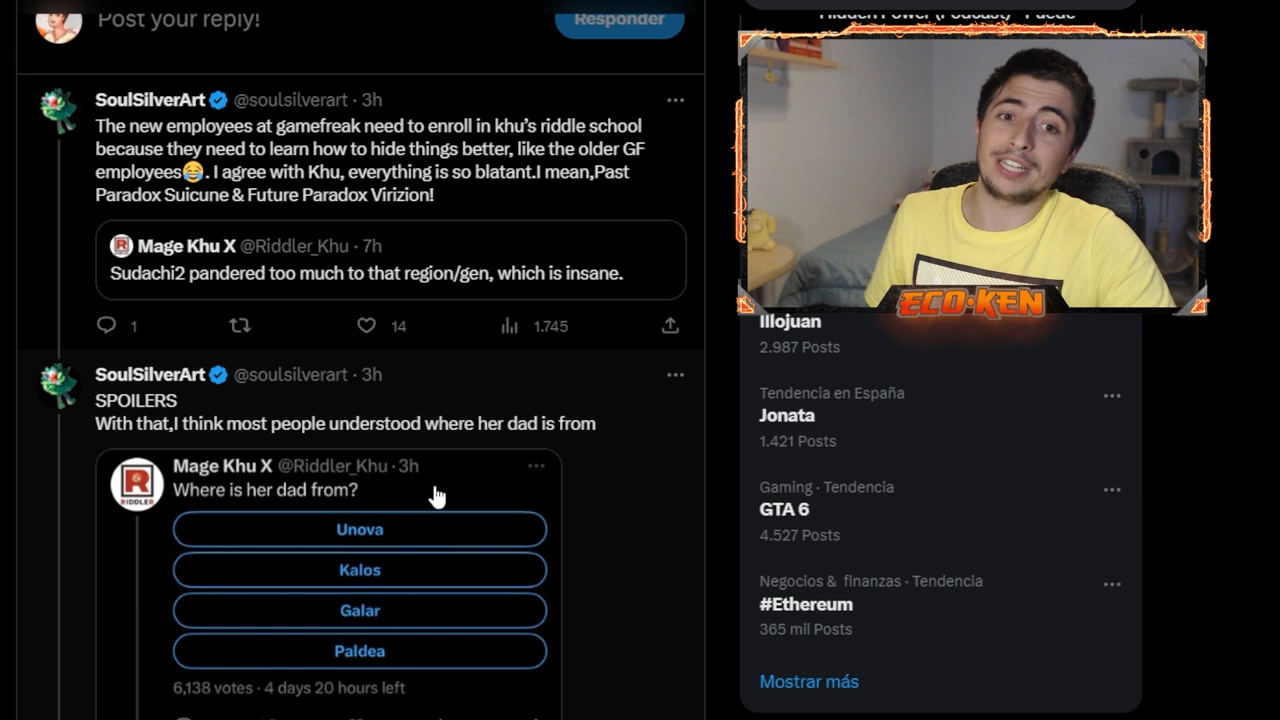 Post your reply!
Responder
SoulSilverArt @soulsilverart · 3h
The new employees at gamefreak need to enroll in khu's riddle school
because they need to learn how to hide things better, like the older GF
employees😂. I agree with Khu, everything is so blatant.I mean,Past
Paradox Suicune & Future Paradox Virizion!
Mage Khu X @Riddler_Khu · 7h
Sudachi2 pandered too much to that region/gen, which is insane.
1
14
1.745
SoulSilverArt @soulsilverart · 3h
SPOILERS
With that,I think most people understood where her dad is from
RIDDLER
Mage Khu X @Riddler_Khu · 3h
Where is her dad from?
Unova
Kalos
Galar
Paldea
6,138 votes · 4 days 20 hours left
Hidden Power (Podcast) - Puede
ECO·KEN
Illojuan
2.987 Posts
Tendencia en España
Jonata
1.421 Posts
Gaming · Tendencia
GTA 6
4.527 Posts
Negocios & finanzas · Tendencia
#Ethereum
365 mil Posts
Mostrar más